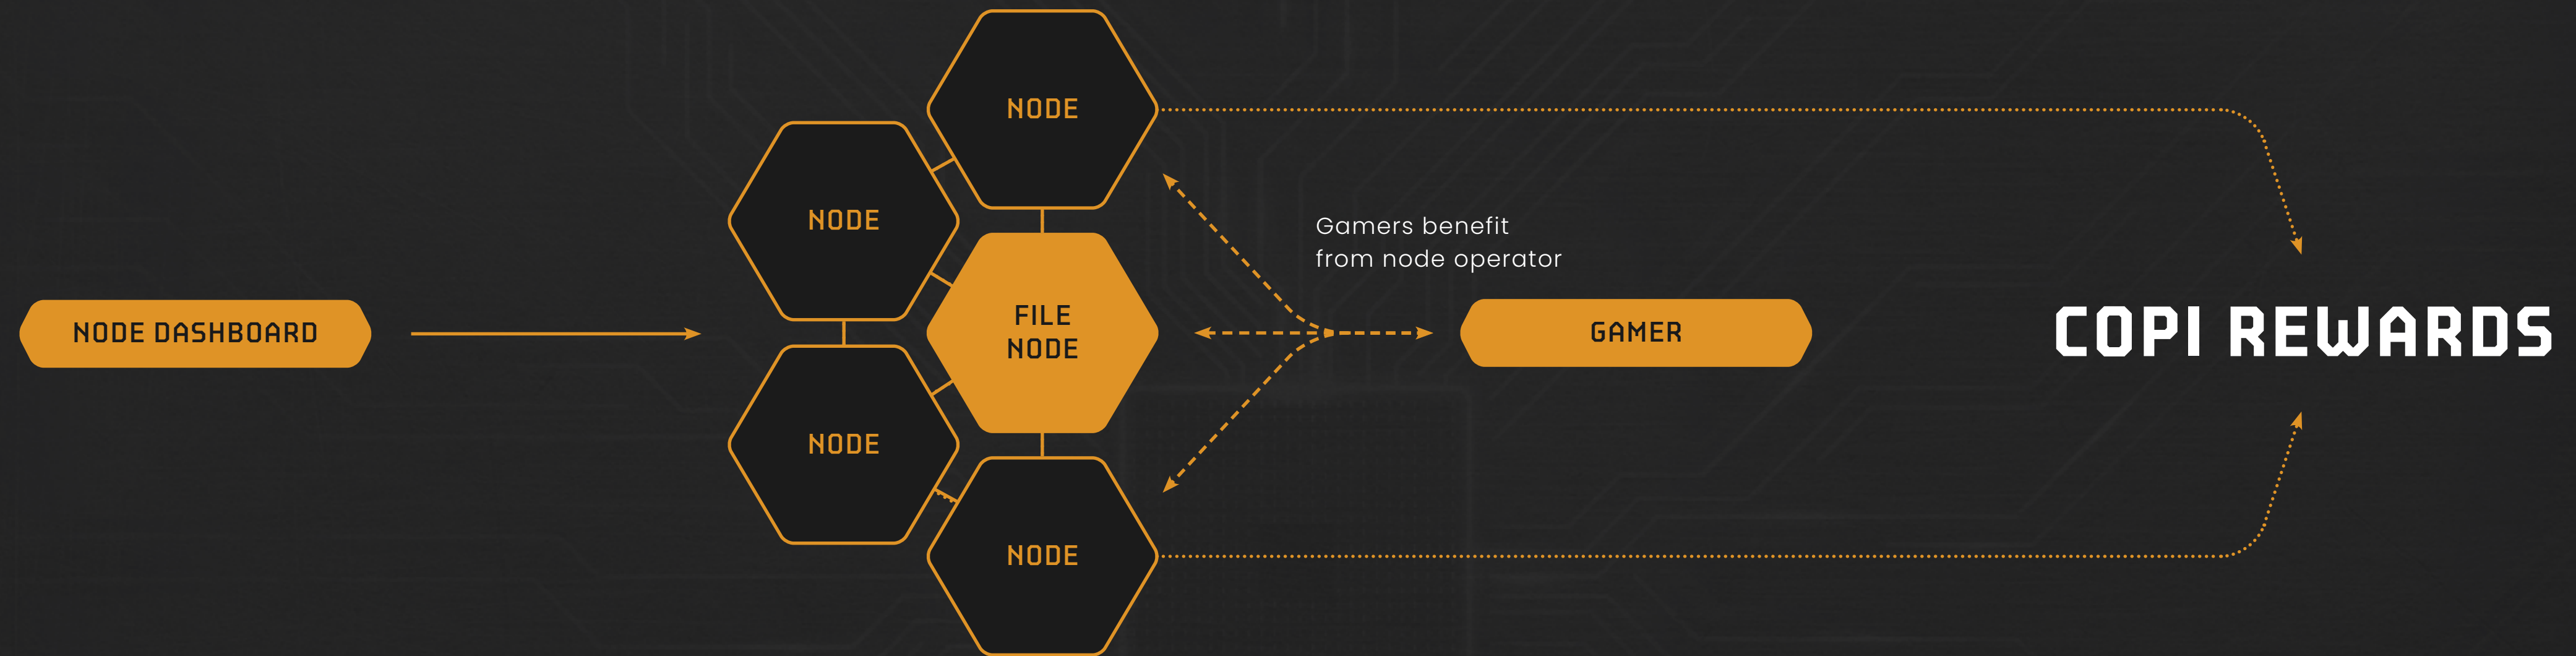 NODE
NODE
Gamers benefit
from node operator
NODE DASHBOARD
FILE
NODE
GAMER
COPI REWARDS
NODE
NODE